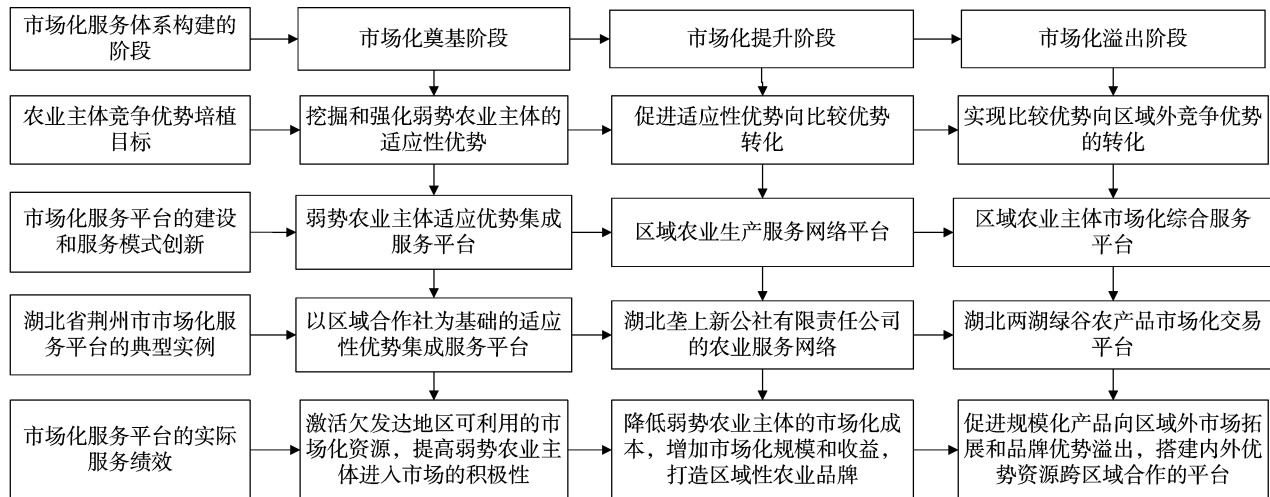 市场化服务体系构建的
阶段
市场化奠基阶段
市场化提升阶段
市场化溢出阶段
农业主体竞争优势培植
目标
挖掘和强化弱势农业主体的
适应性优势
促进适应性优势向比较优势
转化
实现比较优势向区域外竞争优势
的转化
市场化服务平台的建设
和服务模式创新
弱势农业主体适应优势集成
服务平台
区域农业生产服务网络平台
区域农业主体市场化综合服务
平台
湖北省荆州市市场化服
务平台的典型实例
以区域合作社为基础的适应
性优势集成服务平台
湖北垄上新公社有限责任公司
的农业服务网络
湖北两湖绿谷农产品市场化交易
平台
市场化服务平台的实际
服务绩效
激活欠发达地区可利用的市
场化资源，提高弱势农业主
体进入市场的积极性
降低弱势农业主体的市场化成
本，增加市场化规模和收益，
打造区域性农业品牌
促进规模化产品向区域外市场拓
展和品牌优势溢出，搭建内外优
势资源跨区域合作的平台